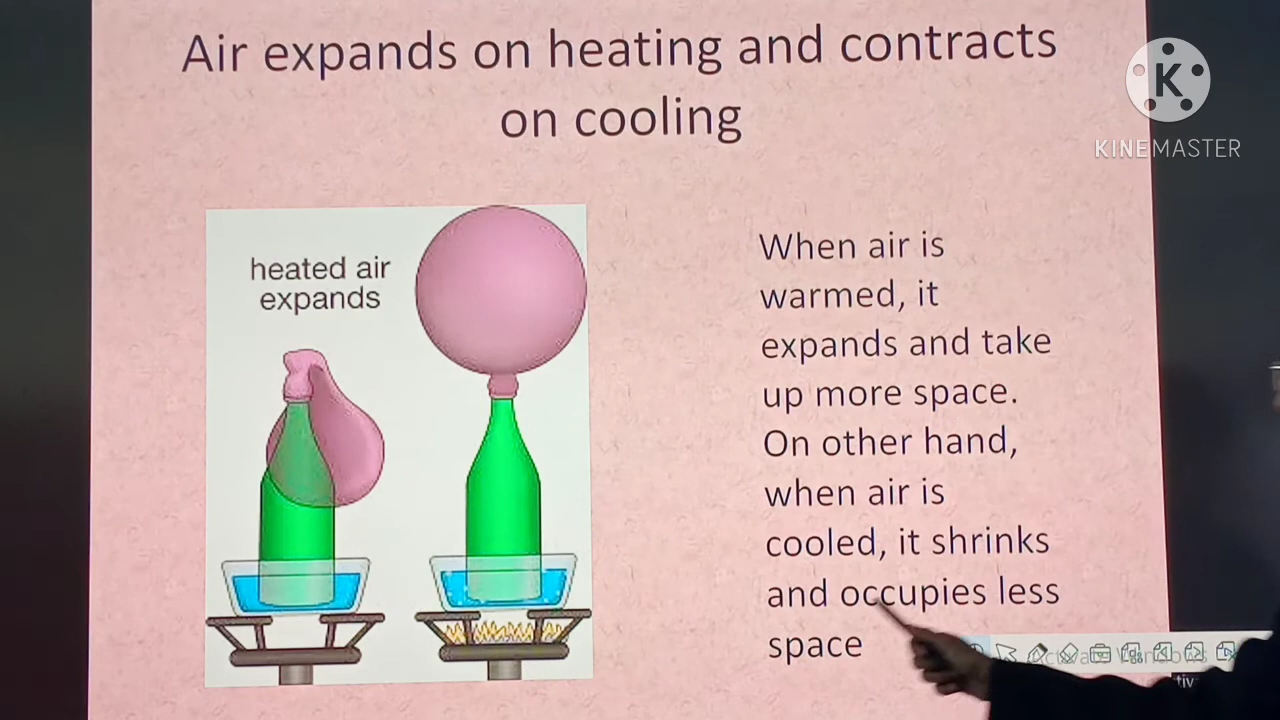 Air expands on heating and contracts
on cooling
K
KINEMASTER
heated air
expands
When air is
warmed, it
expands and take
up more space.
On other hand,
when air is
cooled, it shrinks
and occupies less
space